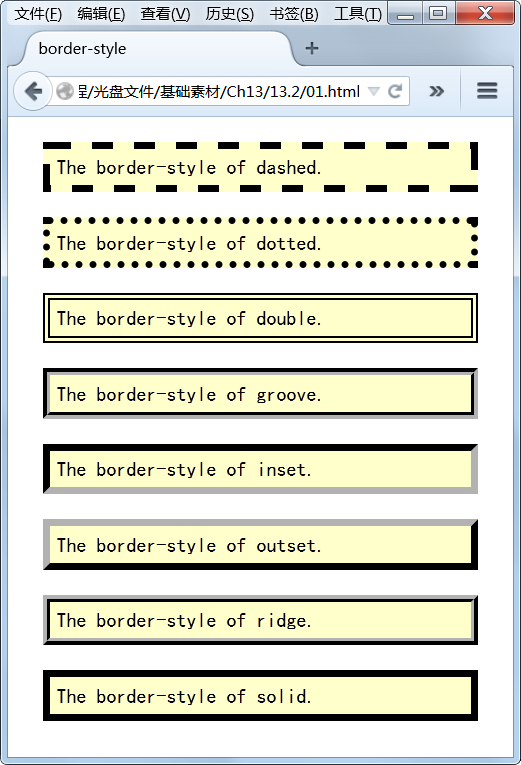 文件(F) 编辑(E) 查看(V) 历史(S) 书签(B) 工具(T)
border-style
程/光盘文件/基础素材/Ch13/13.2/01.html
The border-style of dashed.
The border-style of dotted.
The border-style of double.
The border-style of groove.
The border-style of inset.
The border-style of outset.
The border-style of ridge.
The border-style of solid.